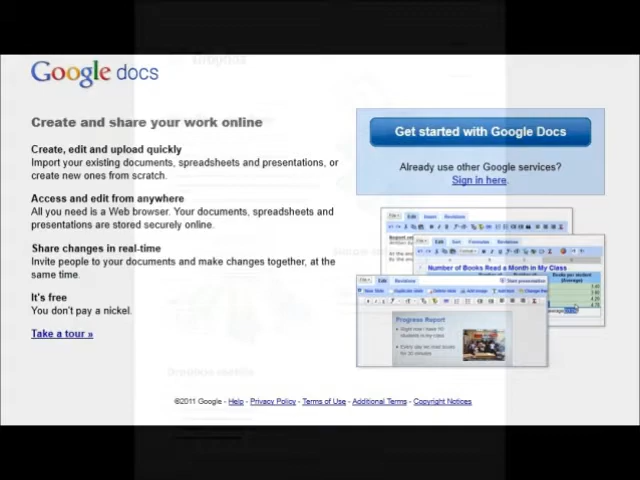 Dropbox
Google docs
Create and share your work online
Create, edit and upload quickly
Import your existing documents, spreadsheets and presentations, or
create new ones from scratch.
Access and edit from anywhere
All you need is a Web browser. Your documents, spreadsheets and
presentations are stored securely online.
Share changes in real-time
Invite people to your documents and make changes together, at the
same time.
It's free
You don't pay a nickel.
Take a tour »
Get started with Google Docs
Already use other Google services?
Sign in here.
Number of Books Read a Month in My Class
Progress Report
©2011 Google - Help - Privacy Policy - Terms of Use - Additional Terms - Copyright Notices